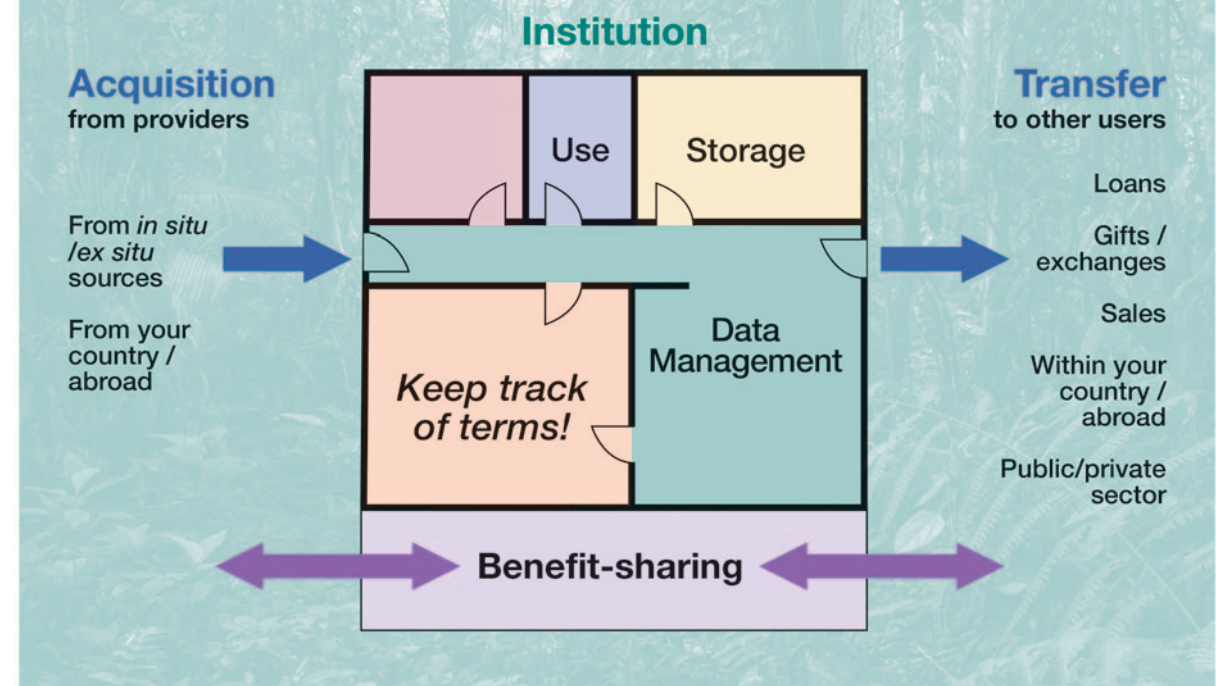 Institution
Acquisition
from providers
From in situ
/ex situ
sources
From your
country /
abroad
Use
Storage
Data
Management
Keep track
of terms!
Benefit-sharing
Transfer
to other users
Loans
Gifts /
exchanges
Sales
Within your
country /
abroad
Public/private
sector